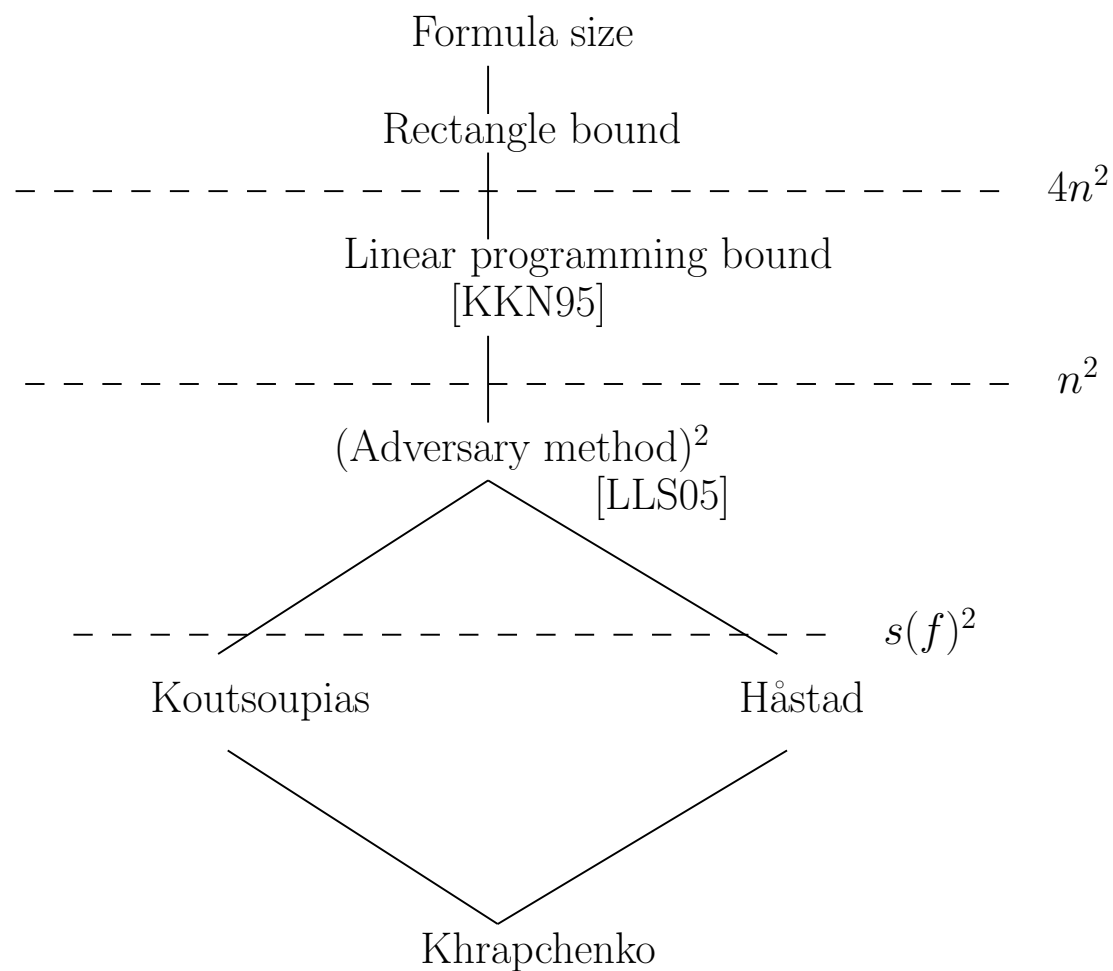 Formula size
Rectangle bound
4n²
Linear programming bound
[KKN95]
n²
(Adversary method)²
[LLS05]
s(f)²
Koutsoupias
Håstad
Khrapchenko